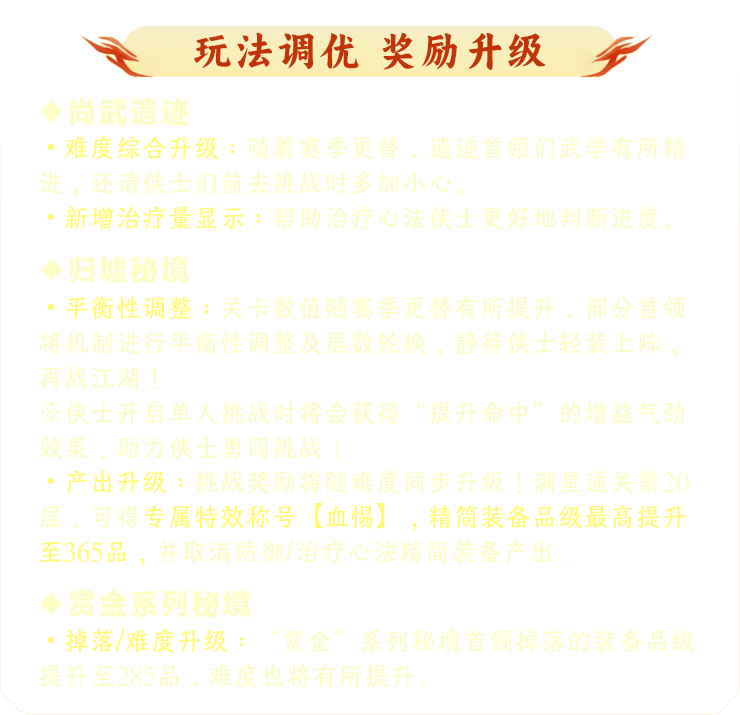 玩法调优 奖励升级
◆尚武遗迹
·难度综合升级：随着赛季更替，遗迹首领们武学有所精
进，还请侠士们前去挑战时多加小心。
·新增治疗量显示：帮助治疗心法侠士更好地判断进度。
◆归墟秘境
·平衡性调整：关卡数值随赛季更替有所提升，部分首领
将机制进行平衡性调整及层数轮换，静待侠士轻装上阵，
再战江湖！
※侠士开启单人挑战时将会获得“提升命中”的增益气劲
效果，助力侠士勇闯挑战！
·产出升级：挑战奖励将随难度同步升级！满星通关第20
层，可得专属特效称号【血惕】，精简装备品级最高提升
至365品，并取消防御/治疗心法精简装备产出。
◆赏金系列秘境
·掉落/难度升级：“赏金”系列秘境首领掉落的装备品级
提升至285品，难度也将有所提升。